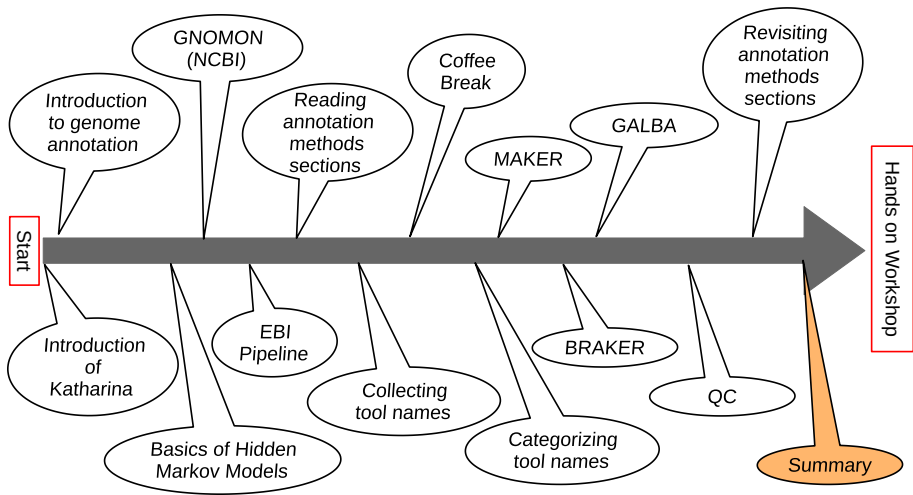 Start
Introduction
of
Katharina
Introduction
to genome
annotation
Basics of Hidden
Markov Models
GNOMON
(NCBI)
EBI
Pipeline
Reading
annotation
methods
sections
Collecting
tool names
Coffee
Break
Categorizing
tool names
MAKER
BRAKER
GALBA
QC
Revisiting
annotation
methods
sections
Summary
Hands on Workshop